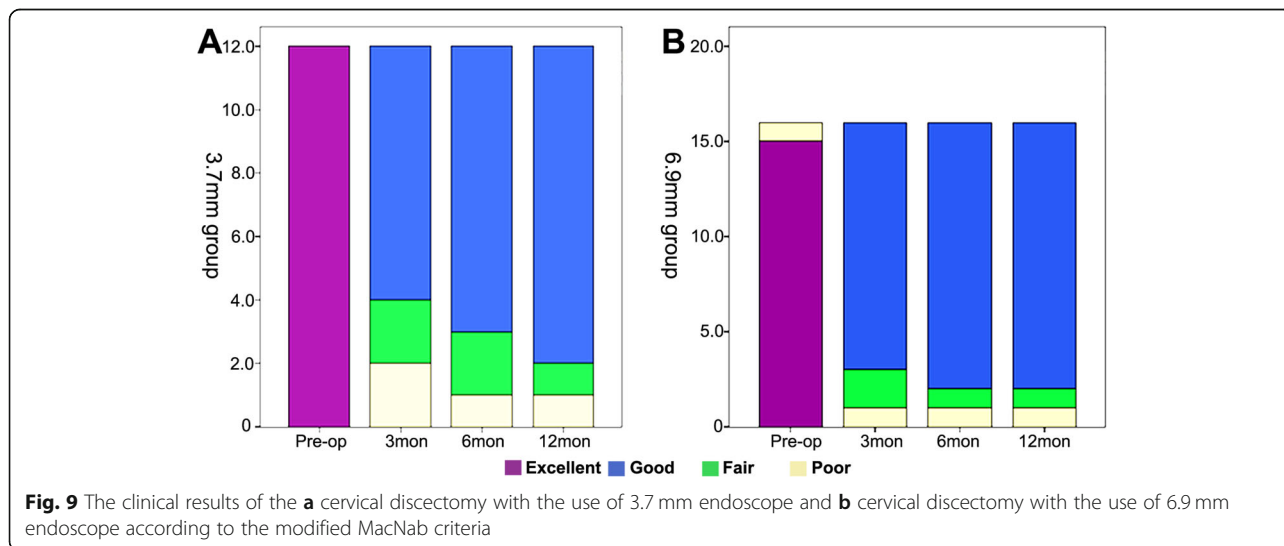 A
12.0
10.0
8.0
6.0
4.0
2.0
0
3.7mm group
Pre-op 3mon 6mon 12mon
B
20.0
15.0
10.0
5.0
0
6.9mm group
Pre-op 3mon 6mon 12mon
Excellent Good Fair Poor
Fig. 9 The clinical results of the a cervical discectomy with the use of 3.7 mm endoscope and b cervical discectomy with the use of 6.9 mm
endoscope according to the modified MacNab criteria